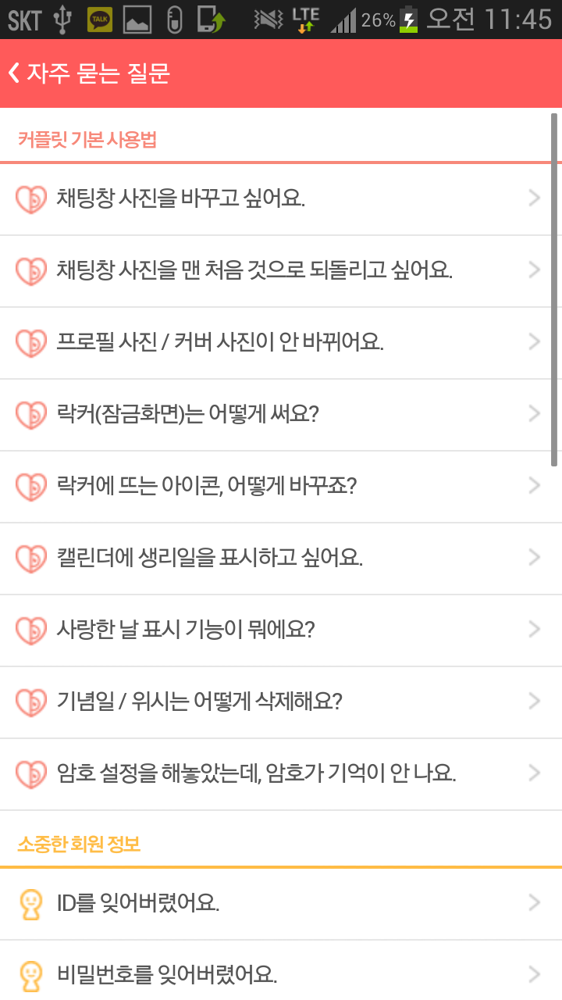 SKT TALK LTE 26% 오전 11:45
자주 묻는 질문
커플릿 기본 사용법
채팅창 사진을 바꾸고 싶어요.
채팅창 사진을 맨 처음 것으로 되돌리고 싶어요.
프로필 사진 / 커버 사진이 안 바뀌어요.
락커(잠금화면)는 어떻게 써요?
락커에 뜨는 아이콘, 어떻게 바꾸죠?
캘린더에 생리일을 표시하고 싶어요.
사랑한 날 표시 기능이 뭐에요?
기념일 / 위시는 어떻게 삭제해요?
암호 설정을 해놓았는데, 암호가 기억이 안 나요.
소중한 회원 정보
ID를 잊어버렸어요.
비밀번호를 잊어버렸어요.